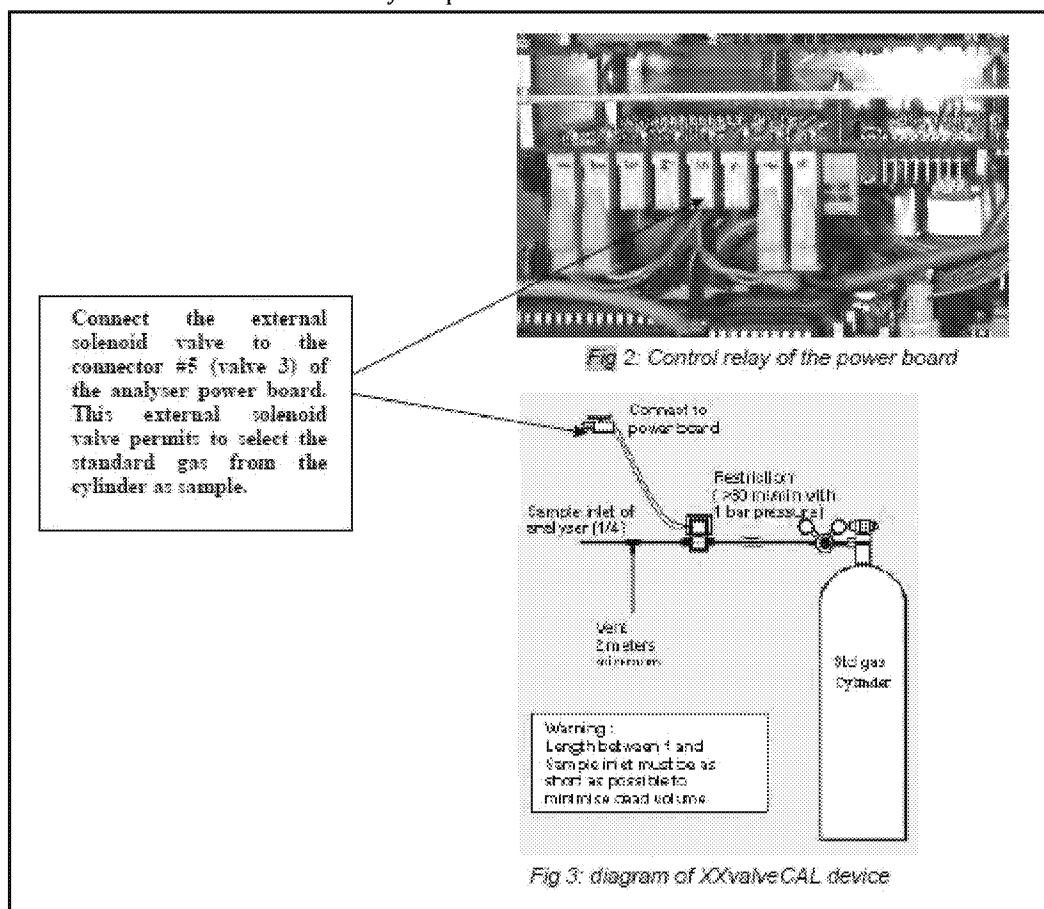 Connect the external
solenoid valve to the
connector #5 (valve 3) of
the analyser power board.
This external solenoid
valve permits to select the
standard gas from the
cylinder as sample.
Fig 2: Control relay of the power board
Connect to
power board
Restriction
( >60 ml/min with
1 bar pressure)
Sample inlet of
analyser (1/4)
Vent
2 meters
Std gas
Cylinder
Warning :
Length between 1 and
Sample inlet must be as
short as possible to
minimise dead volume
Fig 3: diagram of XXvalveCAL device